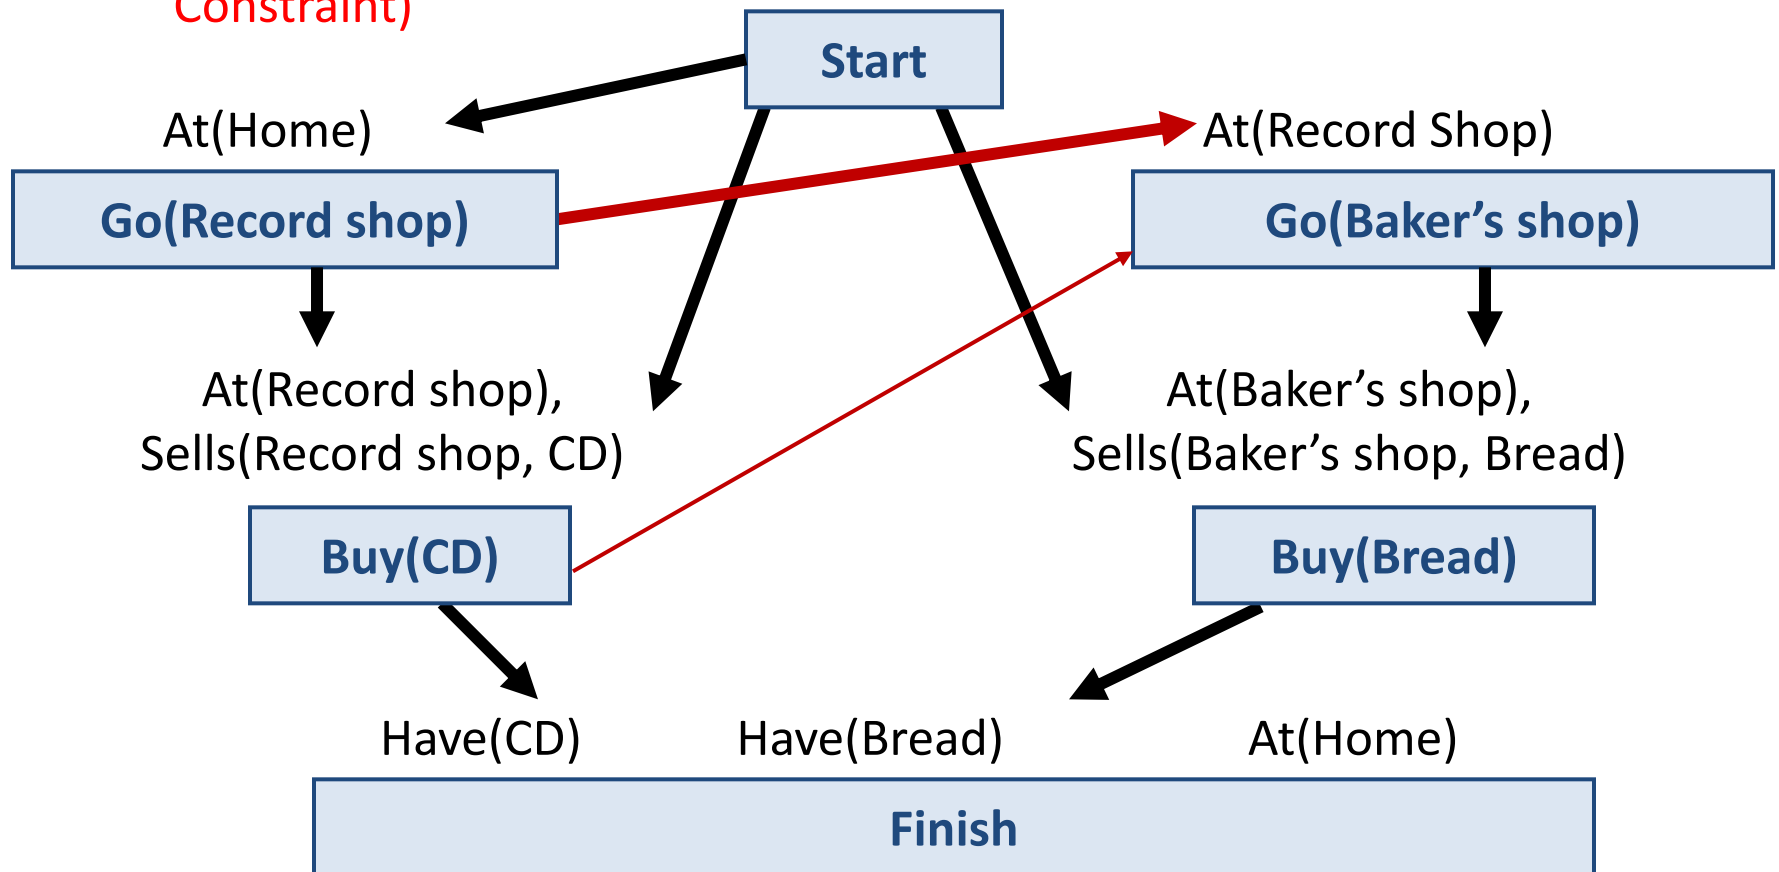 Constraint)
Start
At(Home)
At(Record Shop)
Go(Record shop)
Go(Baker’s shop)
At(Record shop),
Sells(Record shop, CD)
At(Baker’s shop),
Sells(Baker’s shop, Bread)
Buy(CD)
Buy(Bread)
Have(CD)
Have(Bread)
At(Home)
Finish